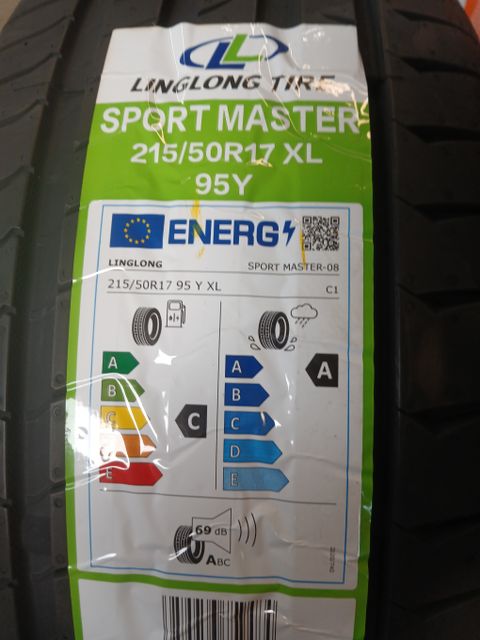 LINGLONG TIRE
SPORT MASTER
215/50R17 XL
95Y
ENERG
LINGLONG SPORT MASTER-08
215/50R17 95 Y XL C1
A A A
B B
C C C
D D
E E
69 dB
ABC